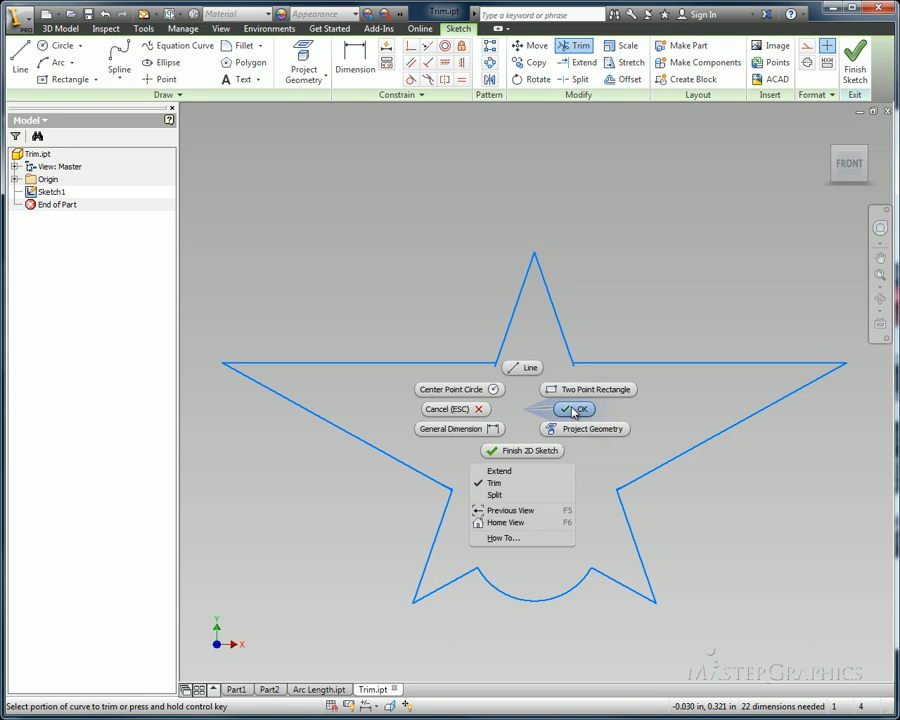 Material
Appearance
Trim.ipt
Type a keyword or phrase
Sign In
PRO
3D Model
Inspect
Tools
Manage
View
Environments
Get Started
Add-Ins
Online
Sketch
Line
Circle
Arc
Rectangle
Spline
Equation Curve
Ellipse
Point
Fillet
Polygon
Text
Project
Geometry
Dimension
Move
Copy
Rotate
Trim
Extend
Split
Scale
Stretch
Offset
Make Part
Make Components
Create Block
Image
Points
ACAD
Finish
Sketch
Draw
Constrain
Pattern
Modify
Layout
Insert
Format
Exit
Model
Trim.ipt
View: Master
Origin
Sketch1
End of Part
FRONT
Line
Center Point Circle
Two Point Rectangle
Cancel (ESC)
OK
General Dimension
Project Geometry
Finish 2D Sketch
Extend
Trim
Split
Previous View F5
Home View F6
How To...
Y
X
MASTERGRAPHICS
Part1
Part2
Arc Length.ipt
Trim.ipt
Select portion of curve to trim or press and hold control key
-0.030 in, 0.321 in
22 dimensions needed
1
4